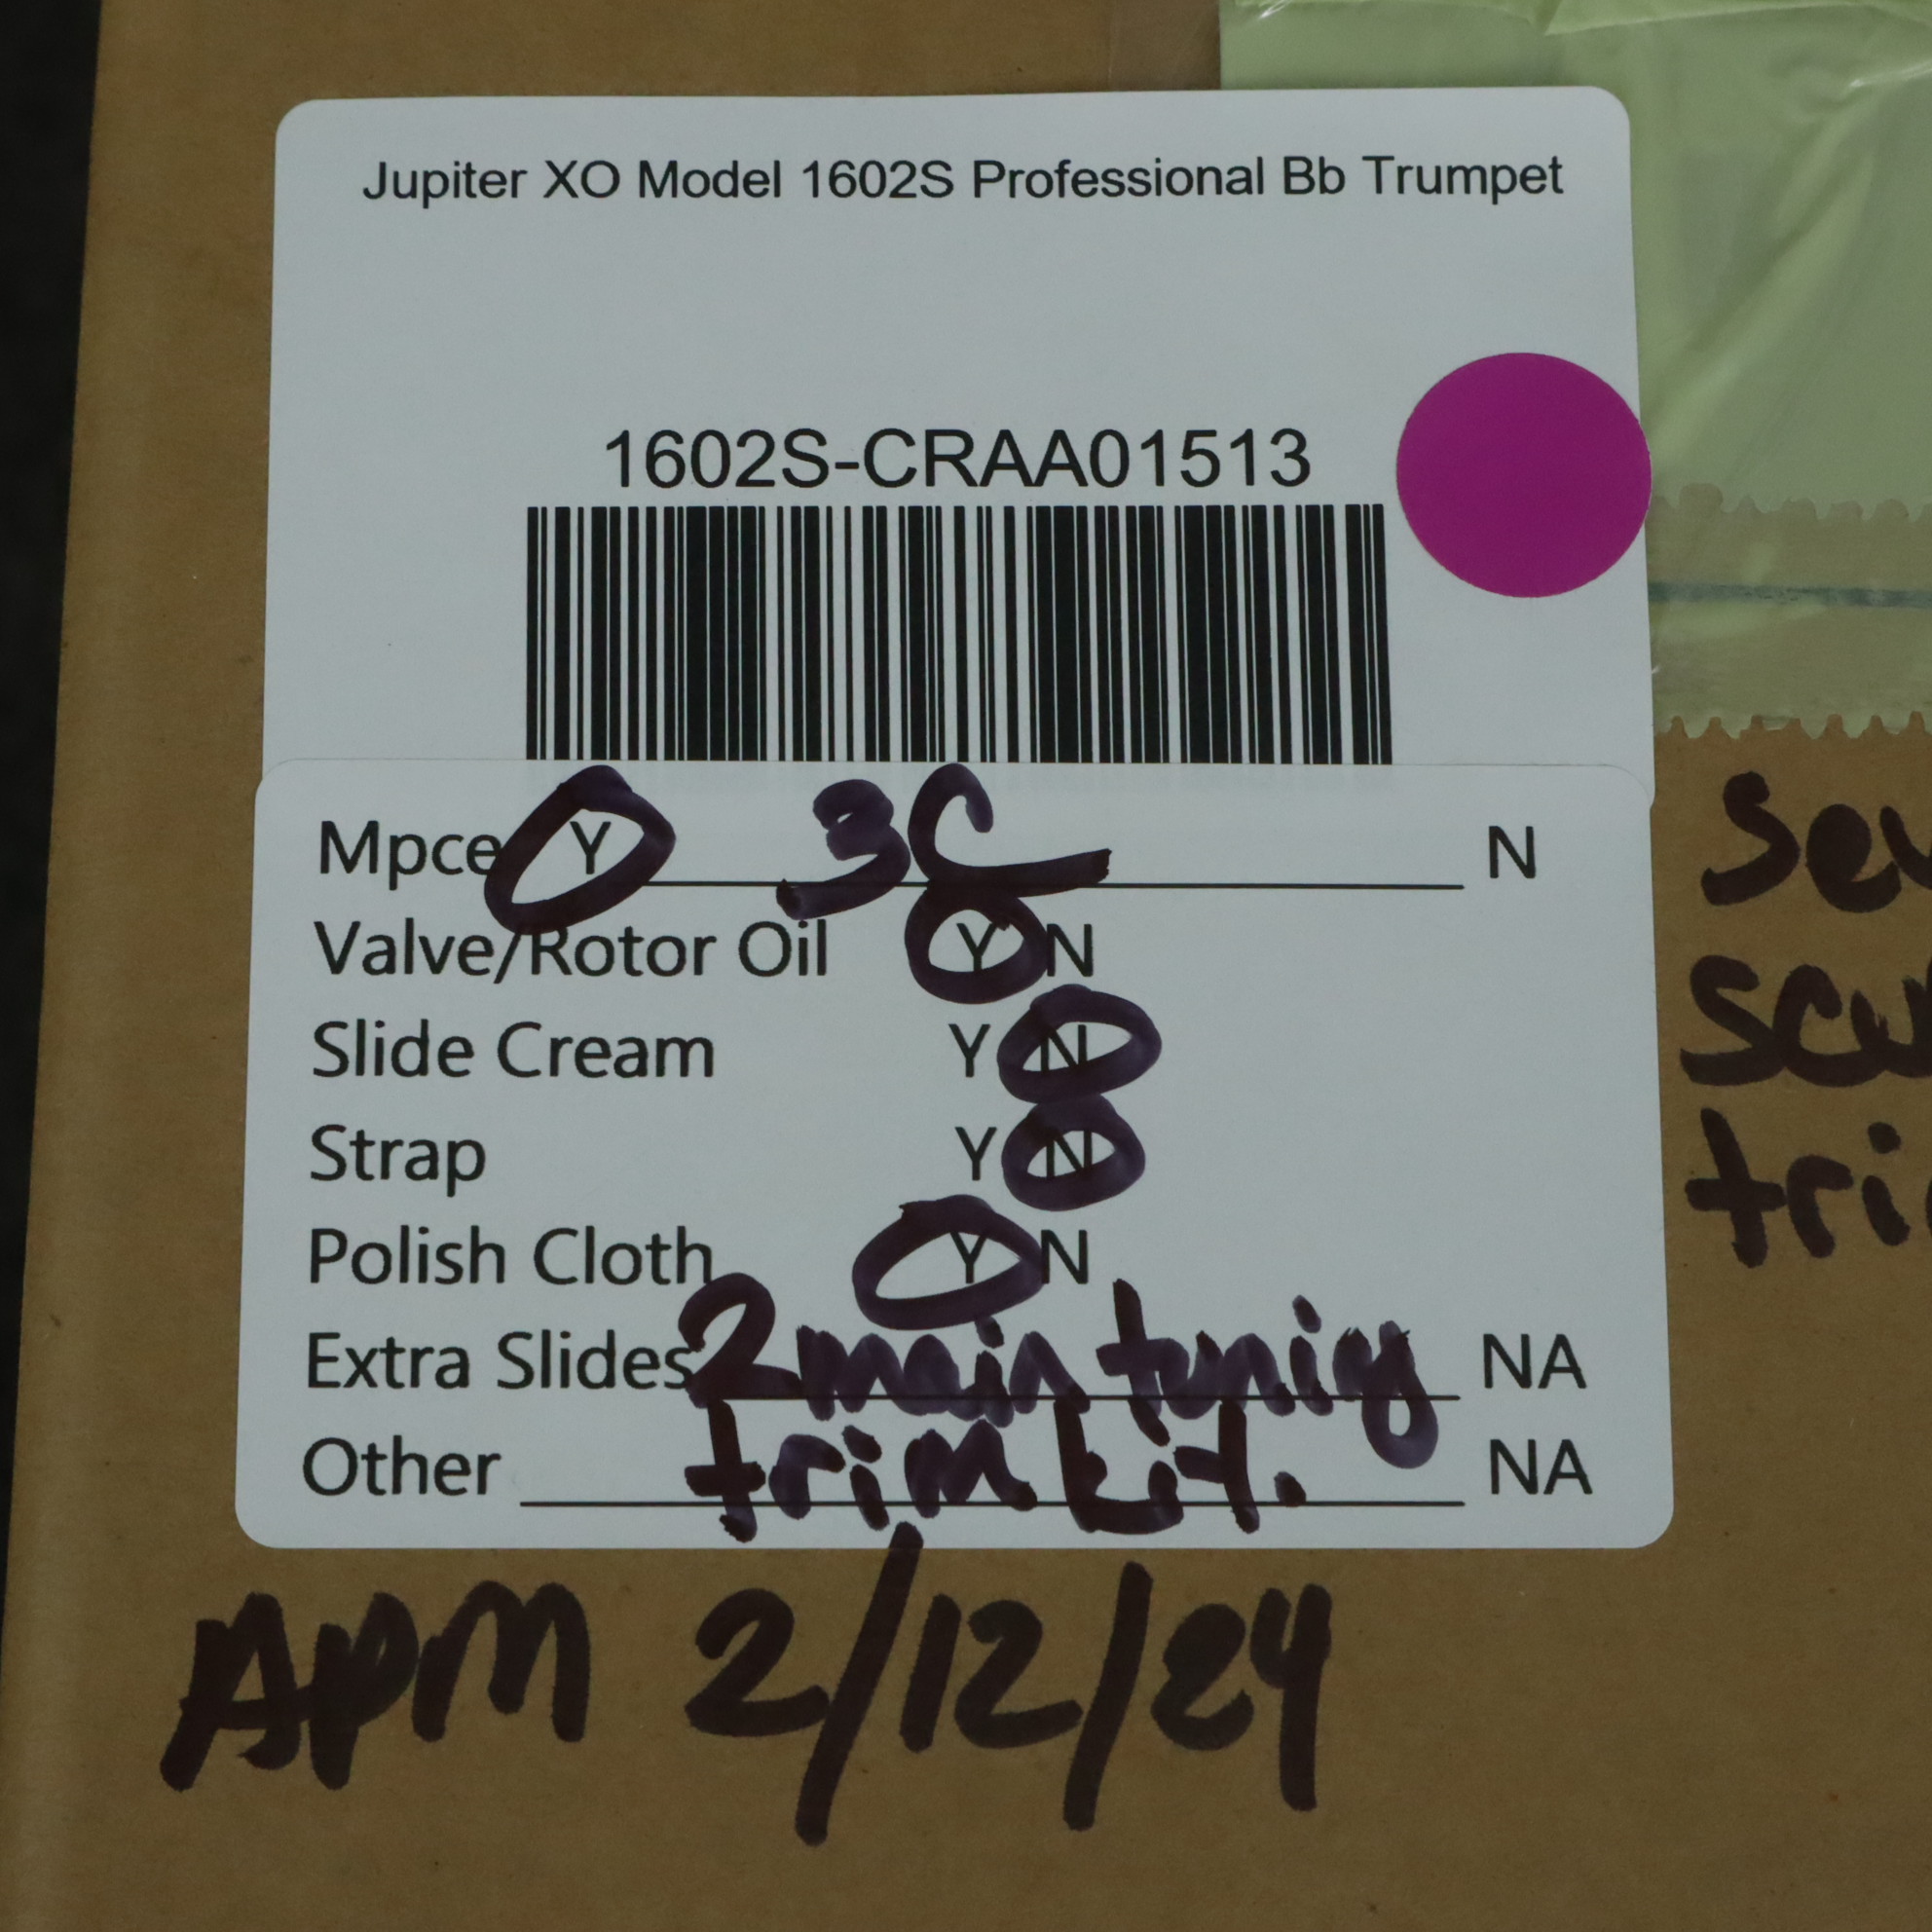 Jupiter XO Model 1602S Professional Bb Trumpet
1602S-CRAA01513
Mpce Y 3C N
Valve/Rotor Oil Y N
Slide Cream Y N
Strap Y N
Polish Cloth Y N
Extra Slides 2 main tuning NA
Other trim kit. NA
APM 2/12/24